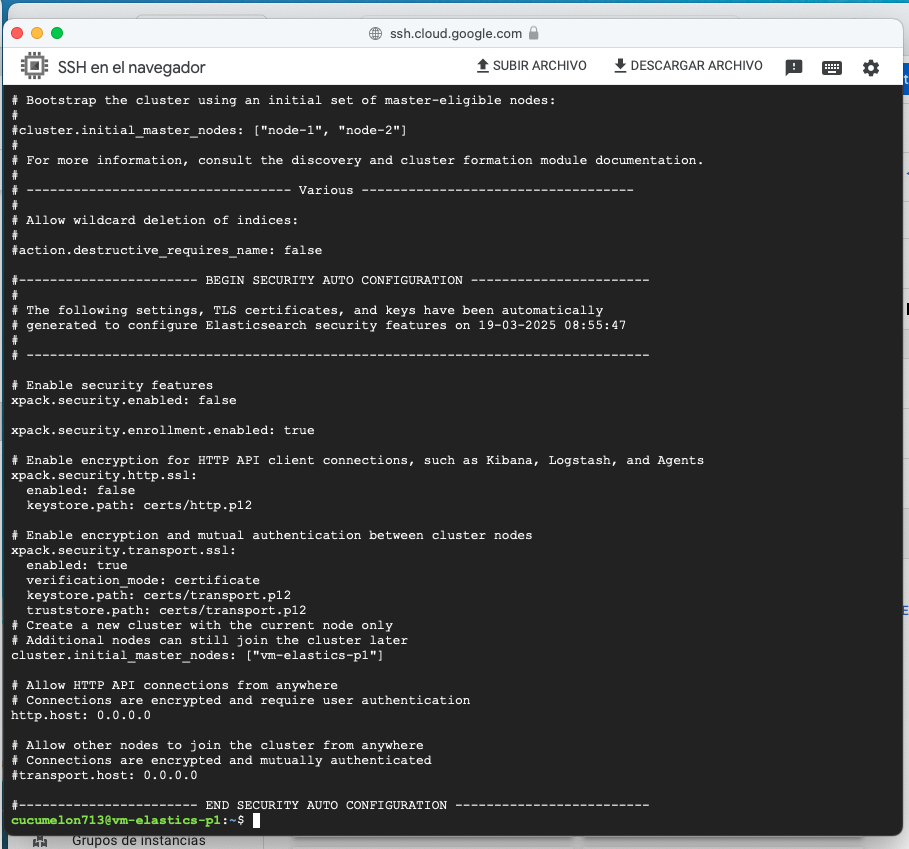 ssh.cloud.google.com
SSH en el navegador
SUBIR ARCHIVO
DESCARGAR ARCHIVO
# Bootstrap the cluster using an initial set of master-eligible nodes:
#
#cluster.initial_master_nodes: ["node-1", "node-2"]
#
# For more information, consult the discovery and cluster formation module documentation.
#
# ---------------------------------- Various -----------------------------------
#
# Allow wildcard deletion of indices:
#
#action.destructive_requires_name: false
#----------------------- BEGIN SECURITY AUTO CONFIGURATION -----------------------
#
# The following settings, TLS certificates, and keys have been automatically
# generated to configure Elasticsearch security features on 19-03-2025 08:55:47
#
# --------------------------------------------------------------------------------
# Enable security features
xpack.security.enabled: false
xpack.security.enrollment.enabled: true
# Enable encryption for HTTP API client connections, such as Kibana, Logstash, and Agents
xpack.security.http.ssl:
  enabled: false
  keystore.path: certs/http.p12
# Enable encryption and mutual authentication between cluster nodes
xpack.security.transport.ssl:
  enabled: true
  verification_mode: certificate
  keystore.path: certs/transport.p12
  truststore.path: certs/transport.p12
# Create a new cluster with the current node only
# Additional nodes can still join the cluster later
cluster.initial_master_nodes: ["vm-elastics-p1"]
# Allow HTTP API connections from anywhere
# Connections are encrypted and require user authentication
http.host: 0.0.0.0
# Allow other nodes to join the cluster from anywhere
# Connections are encrypted and mutually authenticated
#transport.host: 0.0.0.0
#----------------------- END SECURITY AUTO CONFIGURATION -------------------------
cucumelon713@vm-elastics-p1:~$
Grupos de instancias